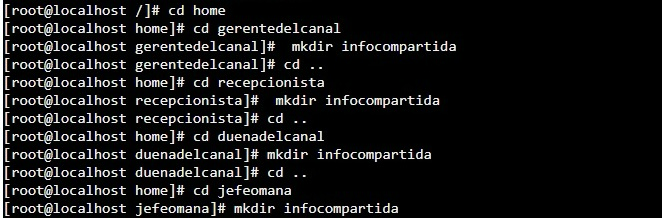 [root@localhost /]# cd home
[root@localhost home]# cd gerentedelcanal
[root@localhost gerentedelcanal]#  mkdir infocompartida
[root@localhost gerentedelcanal]# cd ..
[root@localhost home]# cd recepcionista
[root@localhost recepcionista]#  mkdir infocompartida
[root@localhost recepcionista]# cd ..
[root@localhost home]# cd duenadelcanal
[root@localhost duenadelcanal]# mkdir infocompartida
[root@localhost duenadelcanal]# cd ..
[root@localhost home]# cd jefeomana
[root@localhost jefeomana]# mkdir infocompartida